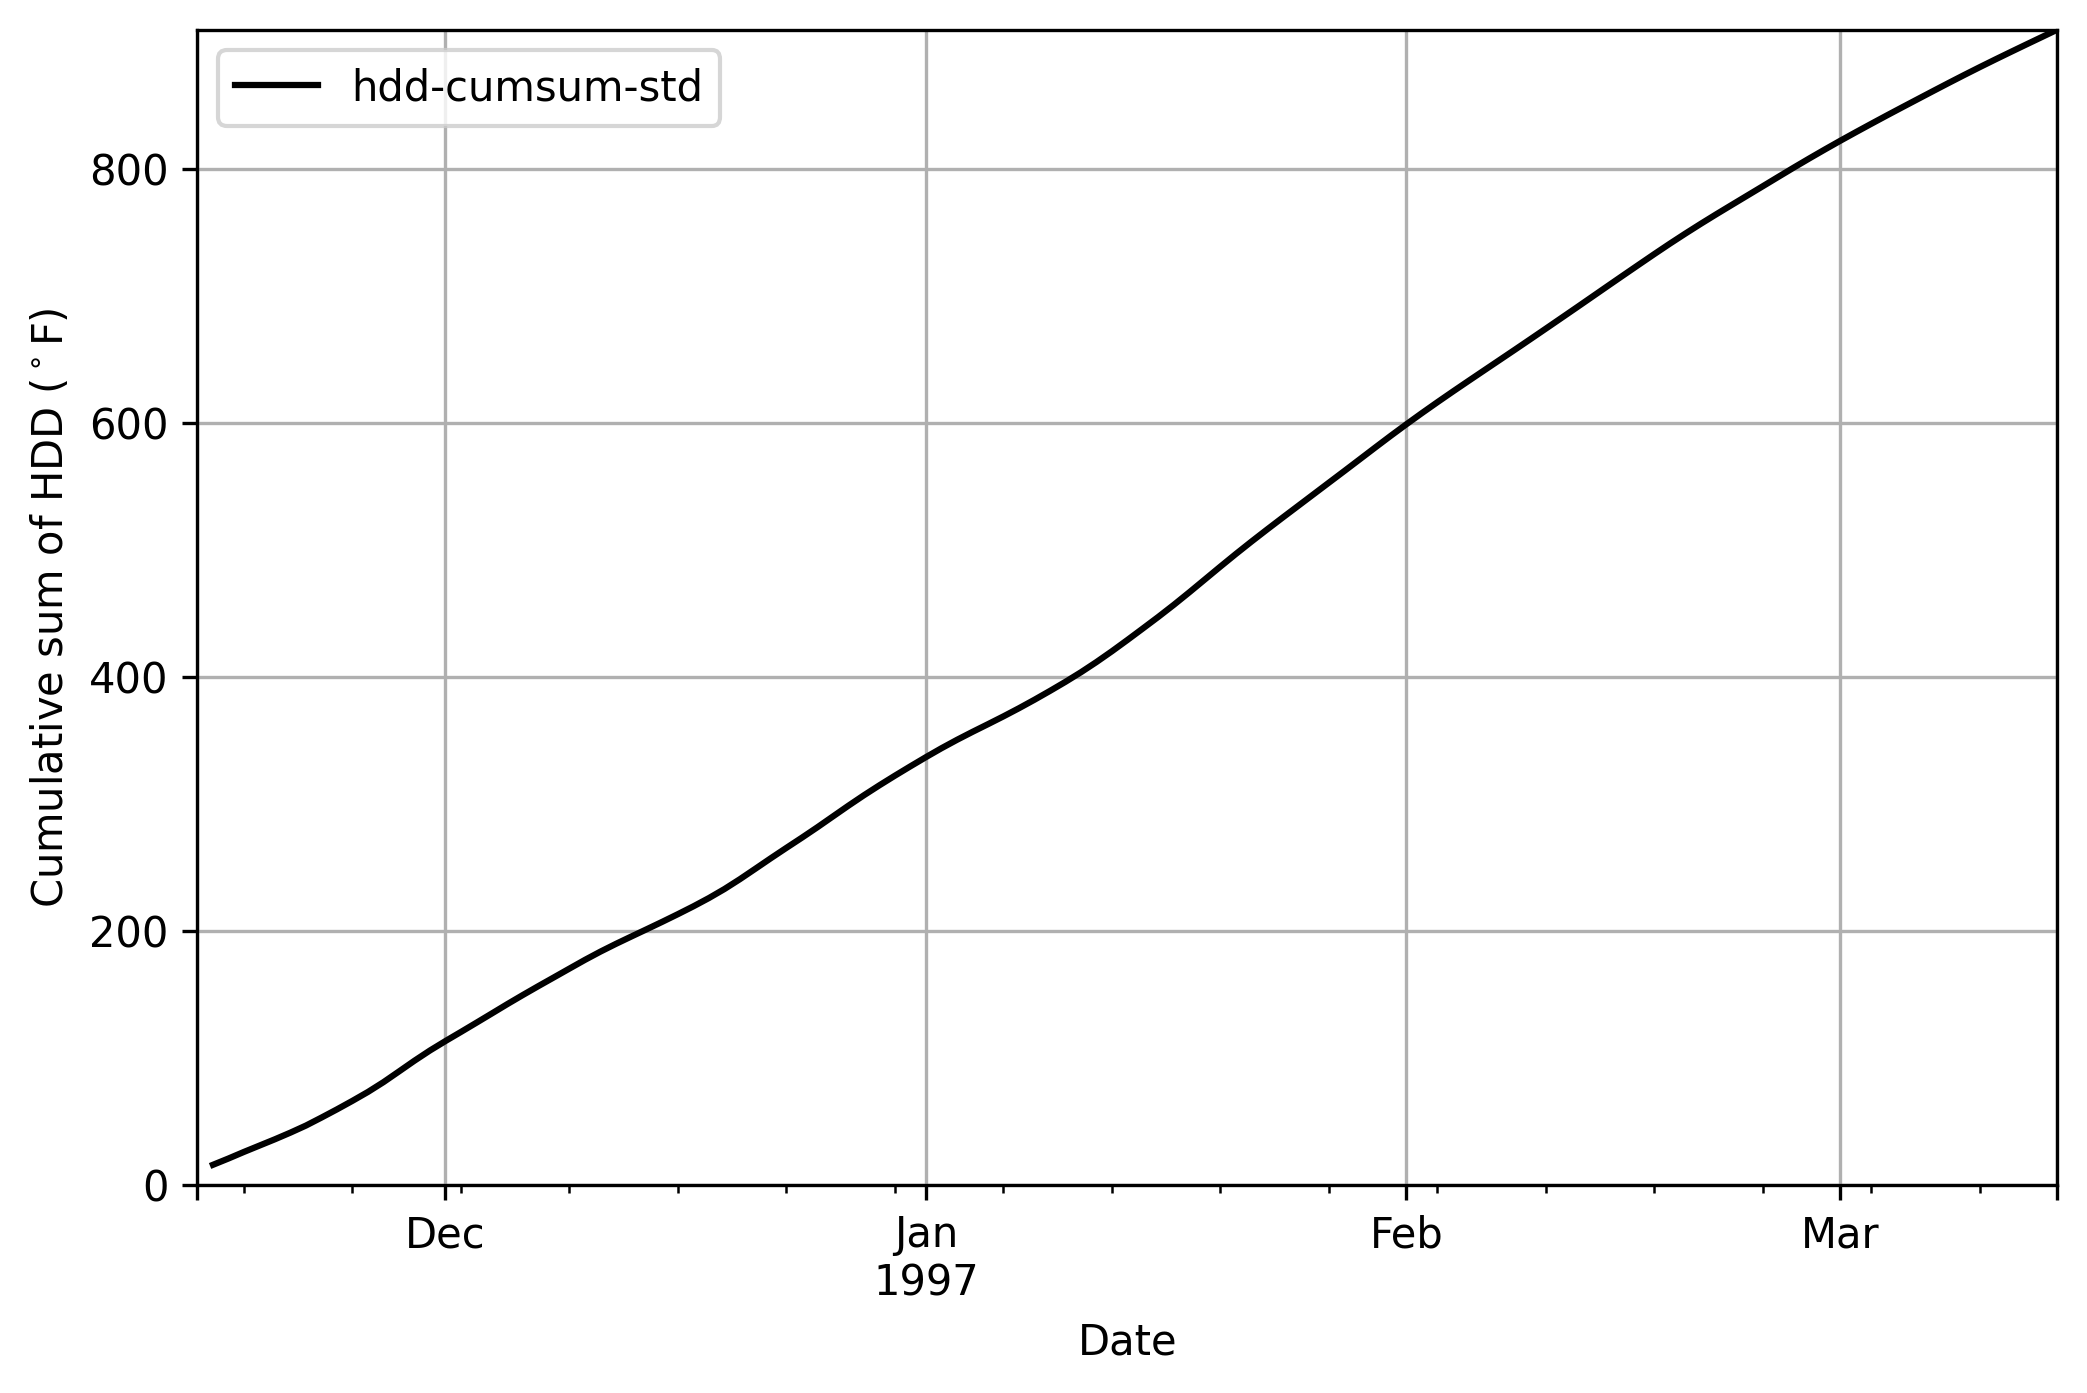 hdd-cumsum-std
Cumulative sum of HDD (°F)
800
600
400
200
0
Dec
Jan
1997
Feb
Mar
Date